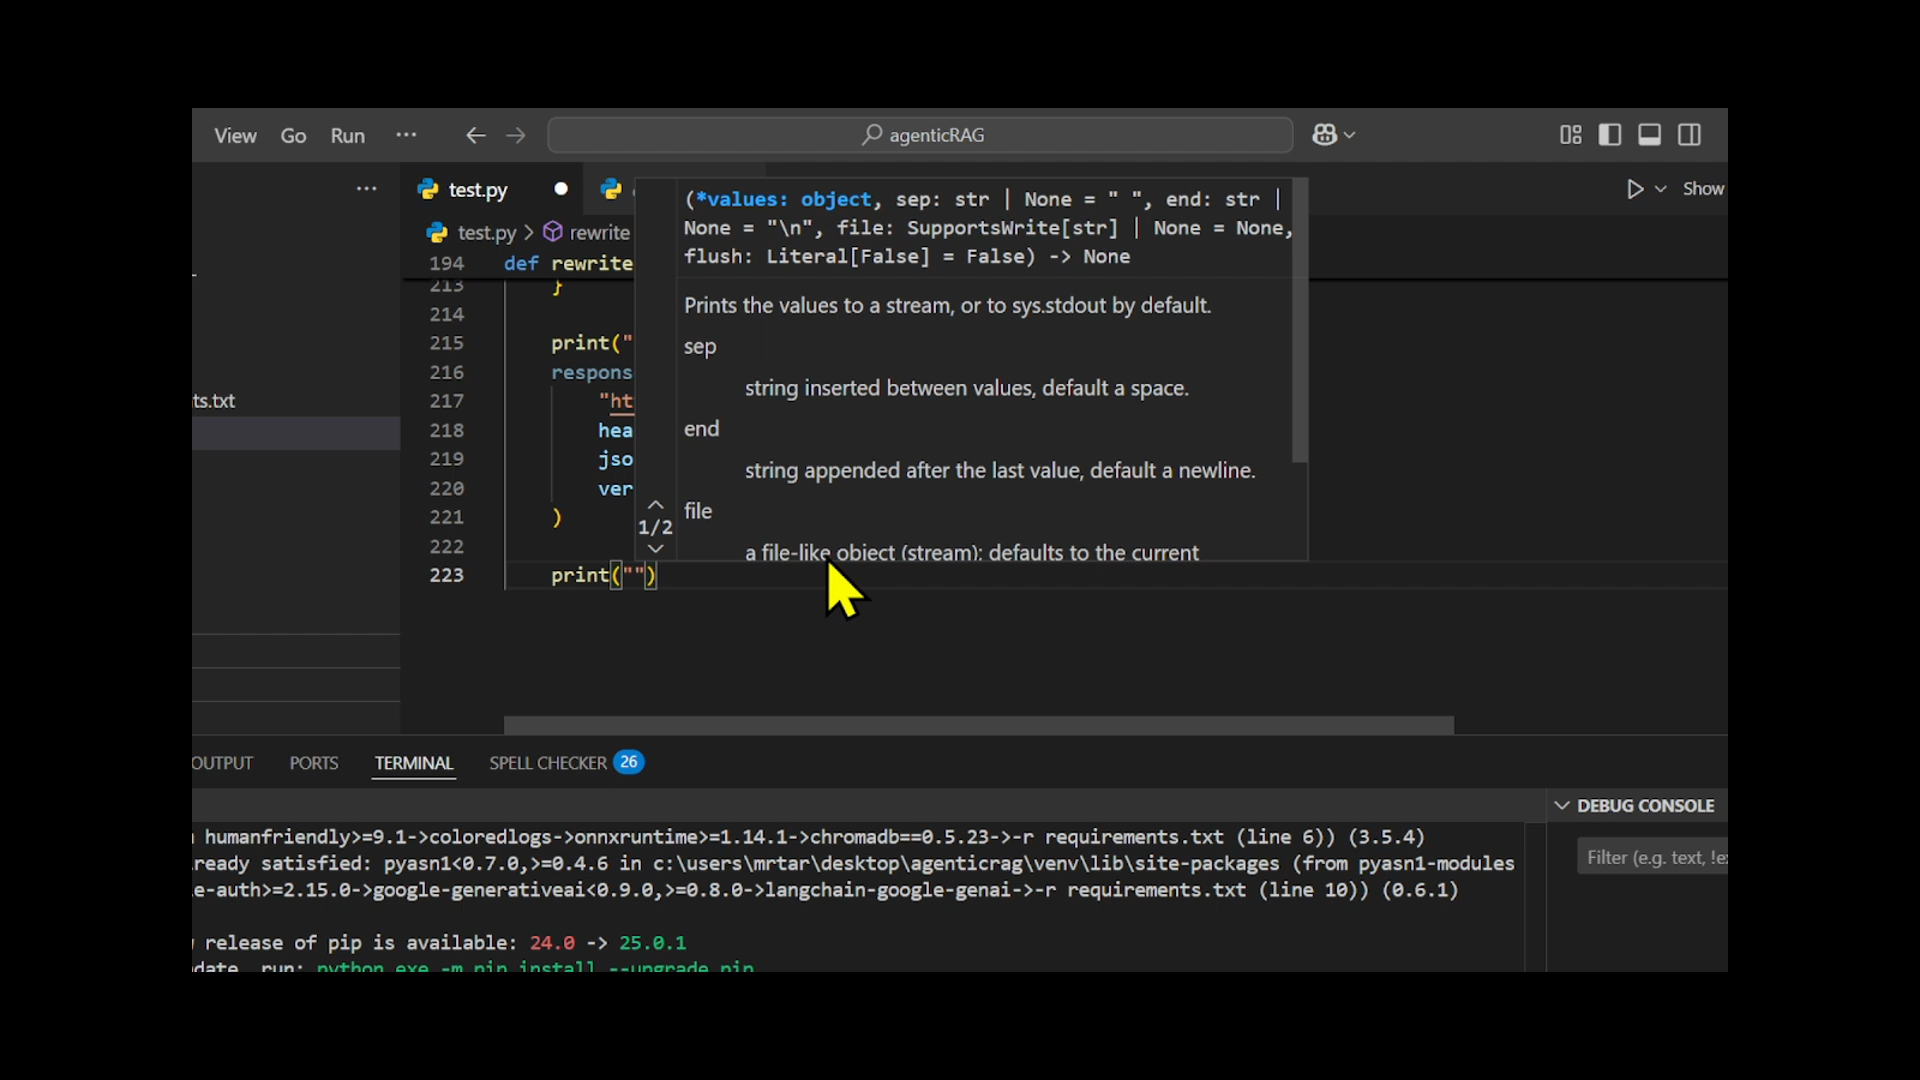 View Go Run ··· ← → agenticRAG
··· test.py Show
test.py > rewrite
194 def rewrite
213 }
214
215 print("
216 respons
217 "ht
218 hea
219 jso
220 ver
221 )
222
223 print("")
(*values: object, sep: str | None = " ", end: str |
None = "\n", file: SupportsWrite[str] | None = None,
flush: Literal[False] = False) -> None
Prints the values to a stream, or to sys.stdout by default.
sep
string inserted between values, default a space.
end
string appended after the last value, default a newline.
file
a file-like object (stream); defaults to the current
1/2
ts.txt
OUTPUT PORTS TERMINAL SPELL CHECKER 26
DEBUG CONSOLE
Filter (e.g. text, !ex
humanfriendly>=9.1->coloredlogs->onnxruntime>=1.14.1->chromadb==0.5.23->-r requirements.txt (line 6)) (3.5.4)
ready satisfied: pyasn1<0.7.0,>=0.4.6 in c:\users\mrtar\desktop\agenticrag\venv\lib\site-packages (from pyasn1-modules
e-auth>=2.15.0->google-generativeai<0.9.0,>=0.8.0->langchain-google-genai->-r requirements.txt (line 10)) (0.6.1)
release of pip is available: 24.0 -> 25.0.1
date, run: python.exe -m pip install --upgrade pip